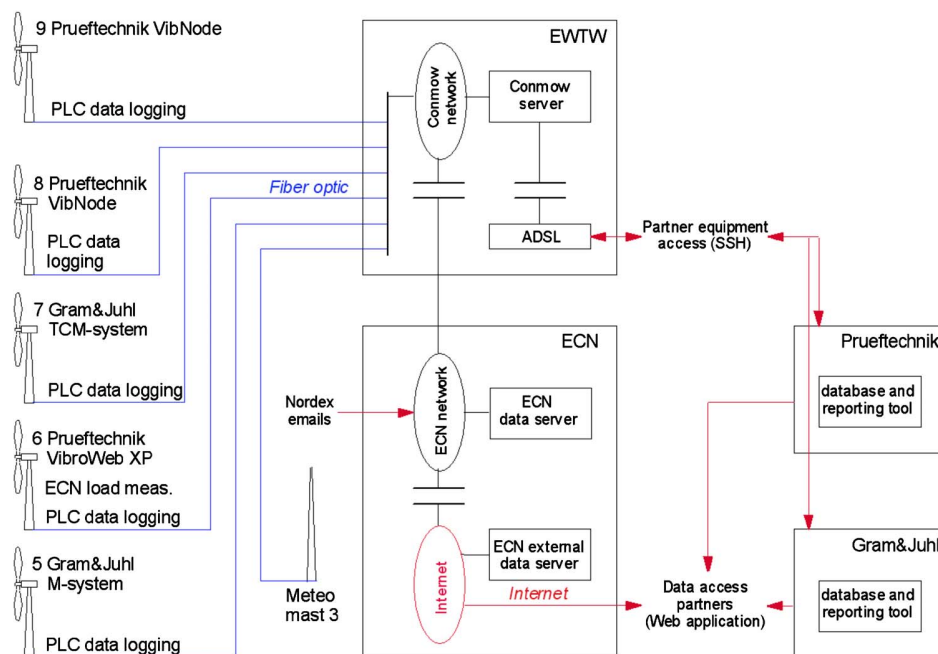 9 Prueftechnik VibNode
PLC data logging
8 Prueftechnik
VibNode
PLC data
logging
7 Gram&Juhl
TCM-system
PLC data logging
6 Prueftechnik
VibroWeb XP
ECN load meas.
PLC data logging
5 Gram&Juhl
M-system
PLC data logging
Fiber optic
Meteo
mast 3
EWTW
Conmow
network
Conmow
server
ADSL
Partner equipment
access (SSH)
ECN
Nordex
emails
ECN network
ECN
data server
Internet
ECN external
data server
Internet
Data access
partners
(Web application)
Prueftechnik
database and
reporting tool
Gram&Juhl
database and
reporting tool